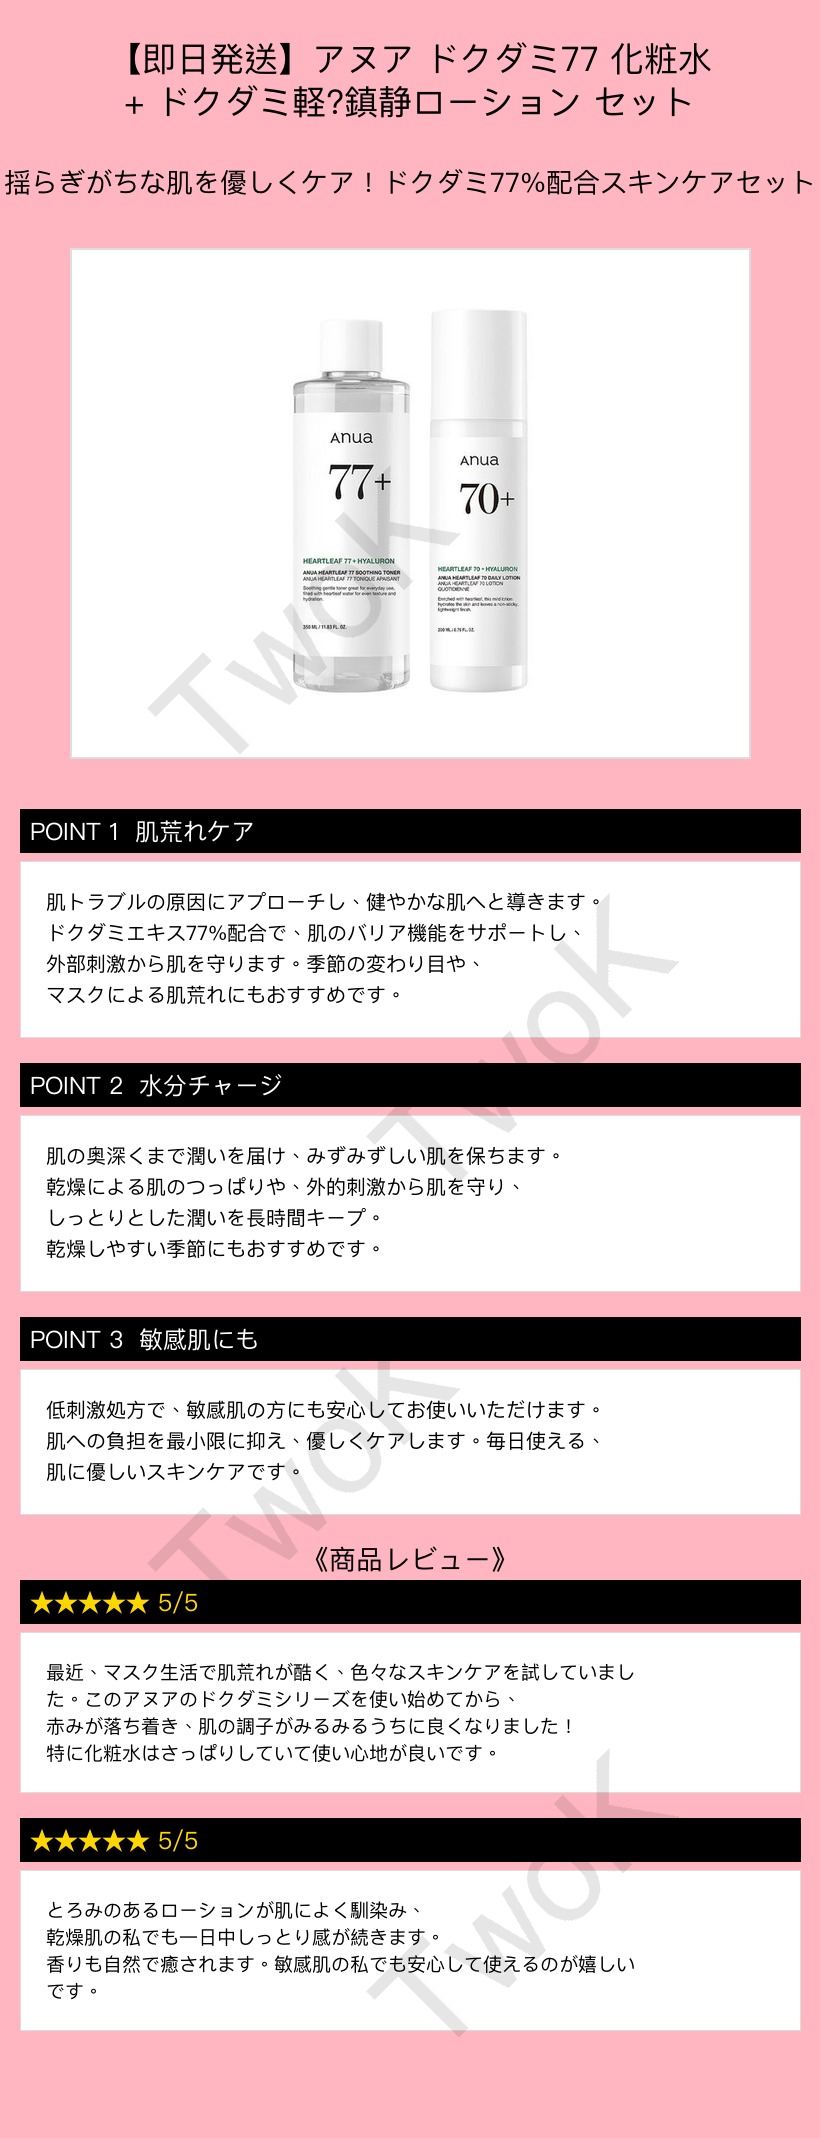 【即日発送】アヌア ドクダミ77 化粧水
+ ドクダミ軽?鎮静ローション セット
揺らぎがちな肌を優しくケア！ドクダミ77%配合スキンケアセット
Anua
77+
HEARTLEAF 77+HYALURON
ANUA HEARTLEAF 77 SOOTHING TONER
ANUA HEARTLEAF 77 TONIQUE APAISANT
Soothing gentle toner great for everyday use,
filled with heartleaf water for even texture and
hydration.
350 ML / 11.83 FL. OZ.
Anua
70+
HEARTLEAF 70+HYALURON
ANUA HEARTLEAF 70 DAILY LOTION
ANUA HEARTLEAF 70 LOTION
QUOTIDIENNE
Enriched with heartleaf, this mild lotion
hydrates the skin and leaves a non-sticky,
lightweight finish.
200 ML / 6.76 FL. OZ.
TwoK
POINT 1 肌荒れケア
肌トラブルの原因にアプローチし、健やかな肌へと導きます。
ドクダミエキス77%配合で、肌のバリア機能をサポートし、
外部刺激から肌を守ります。季節の変わり目や、
マスクによる肌荒れにもおすすめです。
TwoK
POINT 2 水分チャージ
肌の奥深くまで潤いを届け、みずみずしい肌を保ちます。
乾燥による肌のつっぱりや、外的刺激から肌を守り、
しっとりとした潤いを長時間キープ。
乾燥しやすい季節にもおすすめです。
POINT 3 敏感肌にも
低刺激処方で、敏感肌の方にも安心してお使いいただけます。
肌への負担を最小限に抑え、優しくケアします。毎日使える、
肌に優しいスキンケアです。
TwoK
《商品レビュー》
★★★★★ 5/5
最近、マスク生活で肌荒れが酷く、色々なスキンケアを試していまし
た。このアヌアのドクダミシリーズを使い始めてから、
赤みが落ち着き、肌の調子がみるみるうちに良くなりました！
特に化粧水はさっぱりしていて使い心地が良いです。
★★★★★ 5/5
とろみのあるローションが肌によく馴染み、
乾燥肌の私でも一日中しっとり感が続きます。
香りも自然で癒されます。敏感肌の私でも安心して使えるのが嬉しい
です。
TwoK